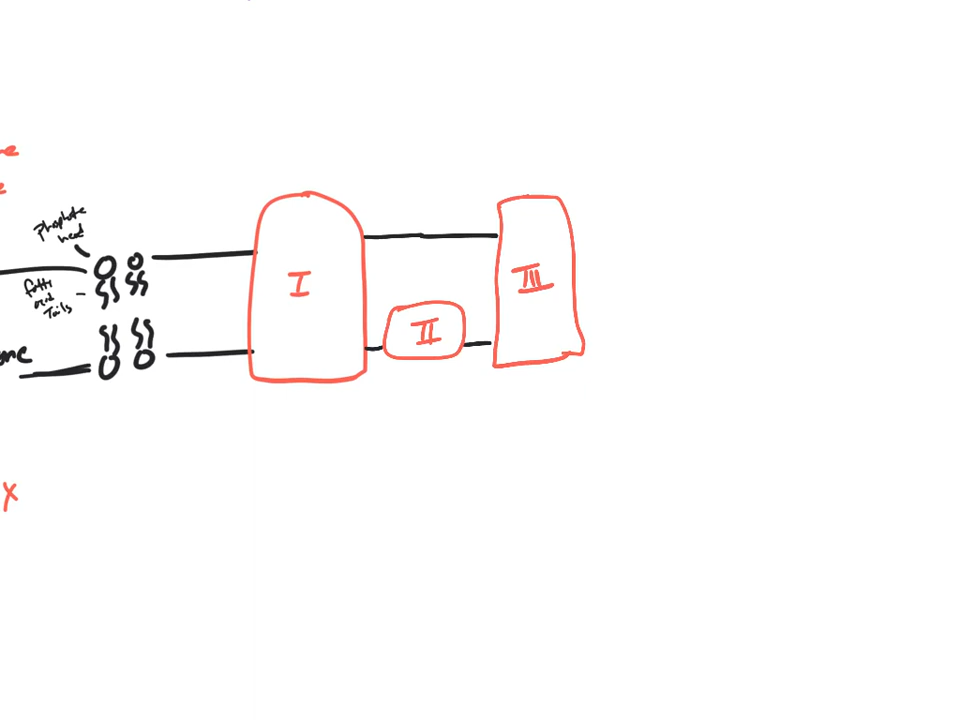 Phosphate
head
fatty
acid
Tails
I
II
III
X